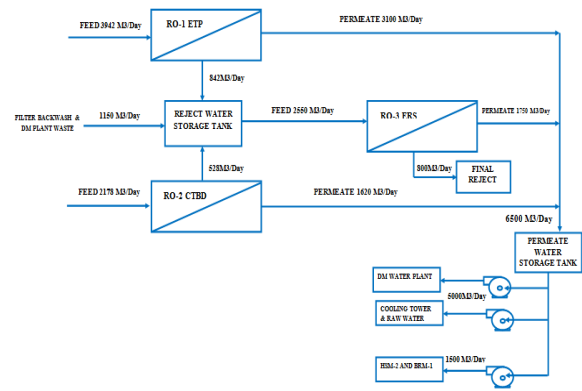 FEED 3942 M3/Day
RO-1 ETP
PERMEATE 3100 M3/Day
842M3/Day
FILTER BACKWASH &
DM PLANT WASTE
1150 M3/Day
REJECT WATER
STORAGE TANK
FEED 2550 M3/Day
RO-3 ERS
PERMEATE 1750 M3/Day
528M3/Day
800M3/Day
FINAL
REJECT
FEED 2178 M3/Day
RO-2 CTBD
PERMEATE 1620 M3/Day
6500 M3/Day
PERMEATE
WATER
STORAGE TANK
DM WATER PLANT
5000M3/Day
COOLING TOWER
& RAW WATER
1500 M3/Day
HSM-2 AND BRM-1